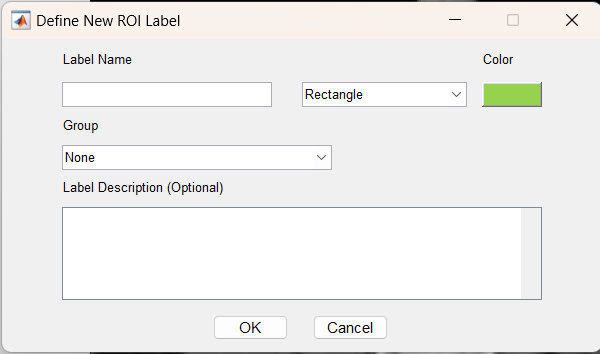 Define New ROI Label
Label Name
Color
Rectangle
Group
None
Label Description (Optional)
OK
Cancel